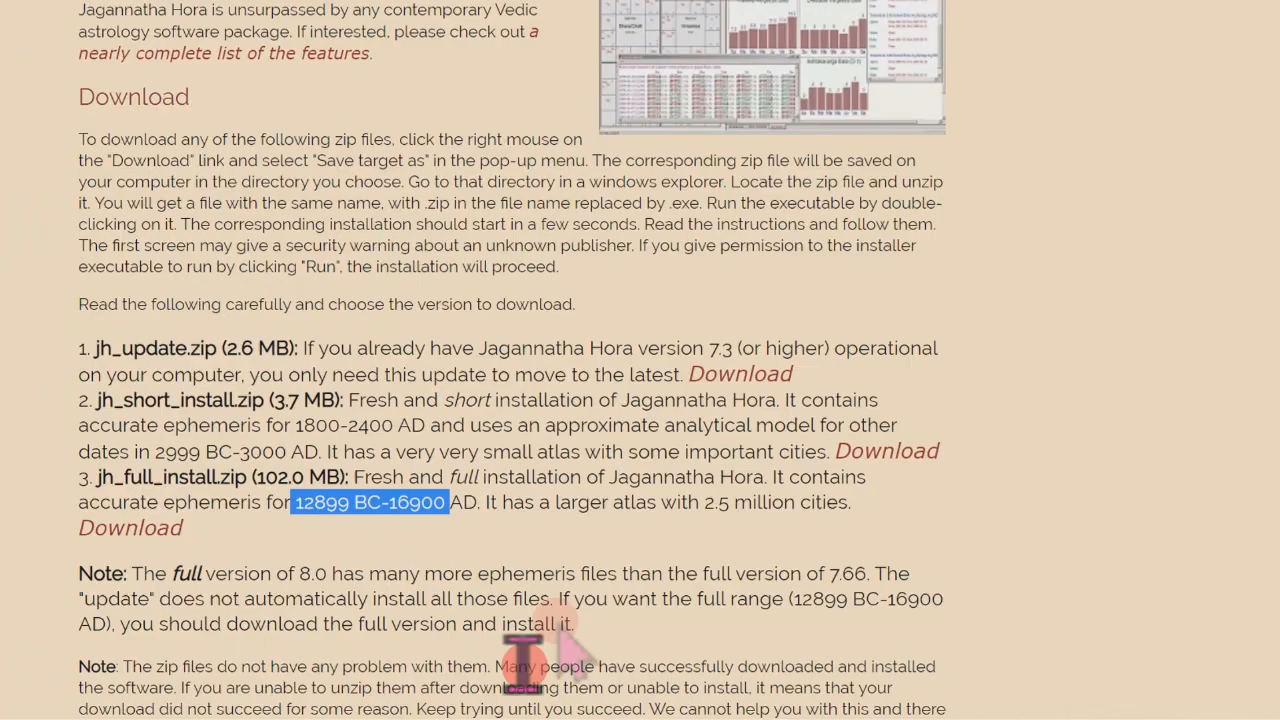 Jagannatha Hora is unsurpassed by any contemporary Vedic
astrology software package. If interested, please check out a
nearly complete list of the features.
Download
To download any of the following zip files, click the right mouse on
the "Download" link and select "Save target as" in the pop-up menu. The corresponding zip file will be saved on
your computer in the directory you choose. Go to that directory in a windows explorer. Locate the zip file and unzip
it. You will get a file with the same name, with .zip in the file name replaced by .exe. Run the executable by double-
clicking on it. The corresponding installation should start in a few seconds. Read the instructions and follow them.
The first screen may give a security warning about an unknown publisher. If you give permission to the installer
executable to run by clicking "Run", the installation will proceed.
Read the following carefully and choose the version to download.
1. jh_update.zip (2.6 MB): If you already have Jagannatha Hora version 7.3 (or higher) operational
on your computer, you only need this update to move to the latest. Download
2. jh_short_install.zip (3.7 MB): Fresh and short installation of Jagannatha Hora. It contains
accurate ephemeris for 1800-2400 AD and uses an approximate analytical model for other
dates in 2999 BC-3000 AD. It has a very very small atlas with some important cities. Download
3. jh_full_install.zip (102.0 MB): Fresh and full installation of Jagannatha Hora. It contains
accurate ephemeris for 12899 BC-16900 AD. It has a larger atlas with 2.5 million cities.
Download
Note: The full version of 8.0 has many more ephemeris files than the full version of 7.66. The
"update" does not automatically install all those files. If you want the full range (12899 BC-16900
AD), you should download the full version and install it.
Note: The zip files do not have any problem with them. Many people have successfully downloaded and installed
the software. If you are unable to unzip them after downloading them or unable to install, it means that your
download did not succeed for some reason. Keep trying until you succeed. We cannot help you with this and there